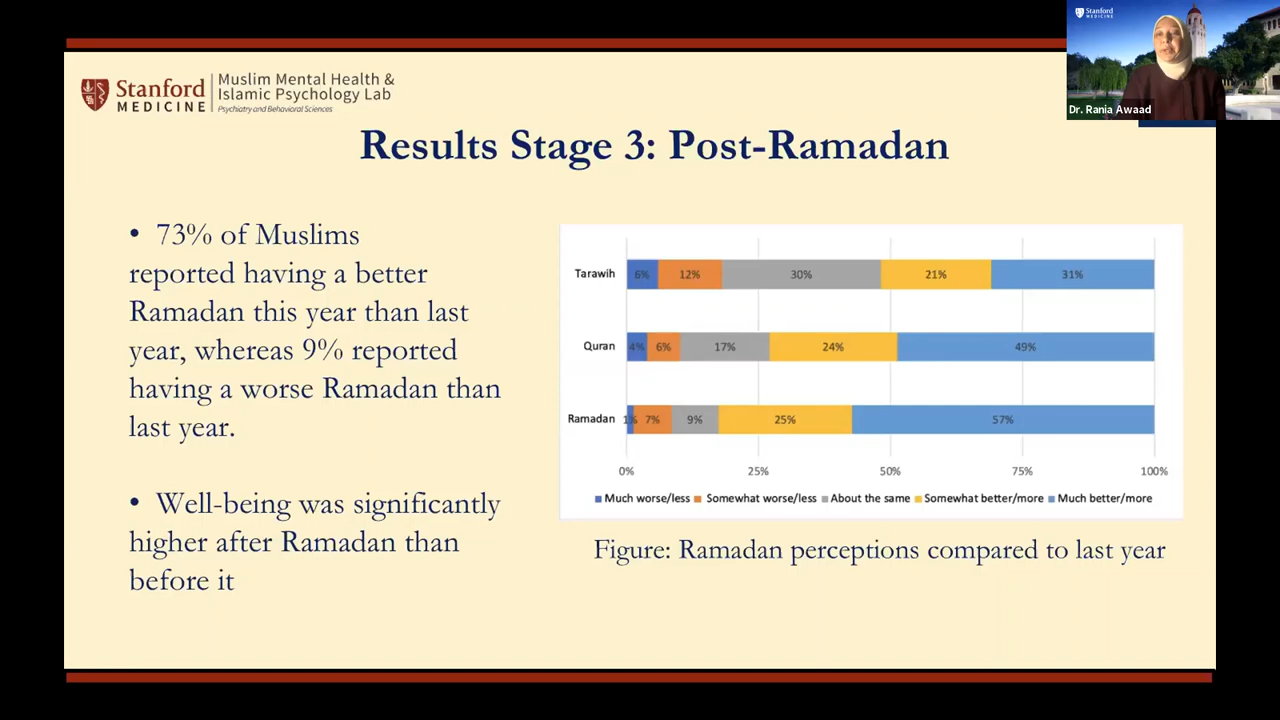 Stanford
MEDICINE
Muslim Mental Health &
Islamic Psychology Lab
Psychiatry and Behavioral Sciences
Stanford
MEDICINE
Dr. Rania Awaad
Results Stage 3: Post-Ramadan
• 73% of Muslims
reported having a better
Ramadan this year than last
year, whereas 9% reported
having a worse Ramadan than
last year.
• Well-being was significantly
higher after Ramadan than
before it
Tarawih 6% 12% 30% 21% 31%
Quran 4% 6% 17% 24% 49%
Ramadan 1% 7% 9% 25% 57%
0% 25% 50% 75% 100%
Much worse/less Somewhat worse/less About the same Somewhat better/more Much better/more
Figure: Ramadan perceptions compared to last year